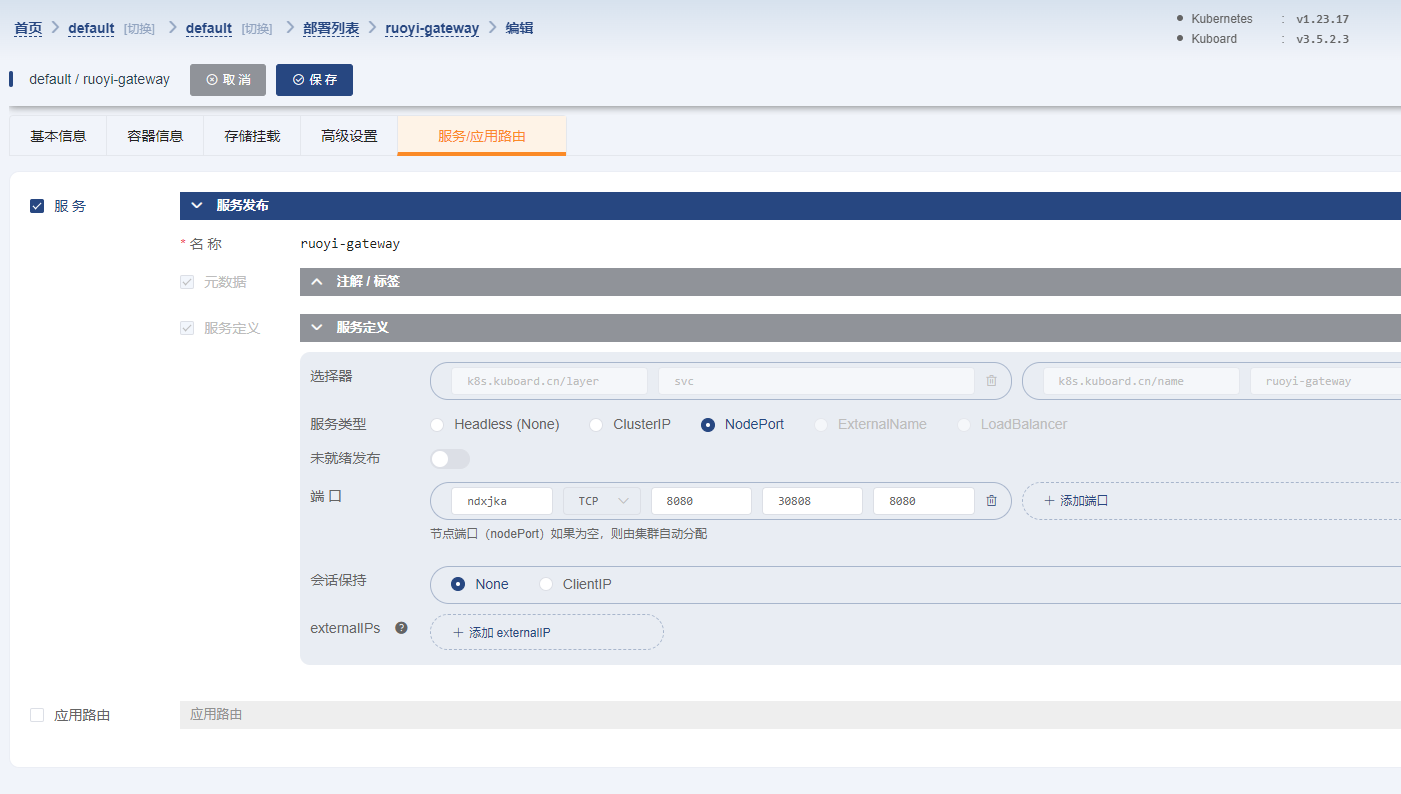 首页 default [切换] default [切换] 部署列表 ruoyi-gateway 编辑
Kubernetes : v1.23.17
Kuboard : v3.5.2.3
default / ruoyi-gateway 取 消 保 存
基本信息 容器信息 存储挂载 高级设置 服务/应用路由
服 务 服务发布
* 名 称 ruoyi-gateway
元数据 注解 / 标签
服务定义 服务定义
选择器 k8s.kuboard.cn/layer svc k8s.kuboard.cn/name ruoyi-gateway
服务类型 Headless (None) ClusterIP NodePort ExternalName LoadBalancer
未就绪发布
端 口 ndxjka TCP 8080 30808 8080 + 添加端口
节点端口（nodePort）如果为空，则由集群自动分配
会话保持 None ClientIP
externalIPs ? + 添加 externalIP
应用路由 应用路由